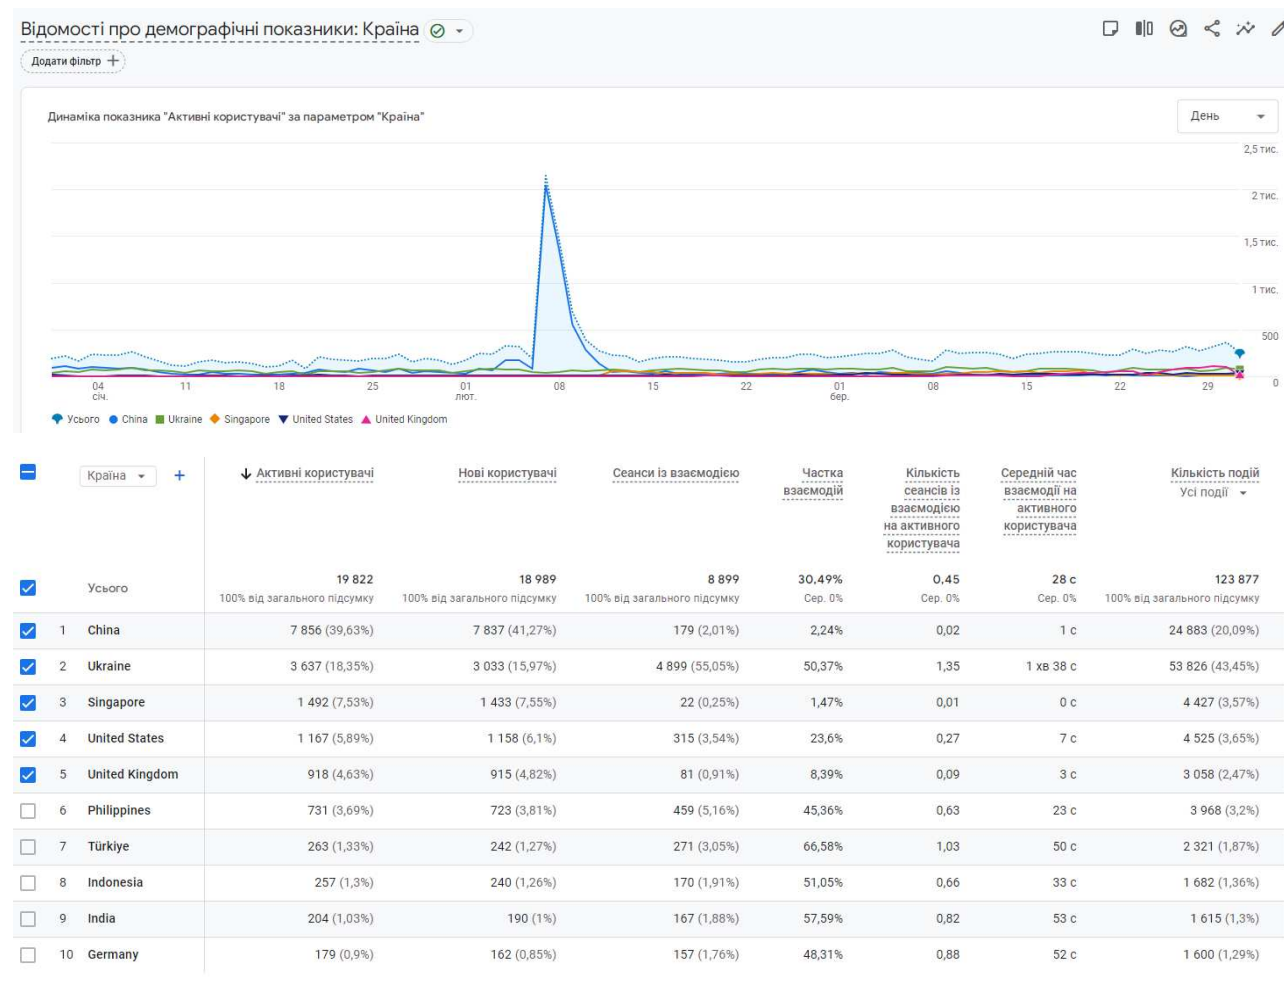 Відомості про демографічні показники: Країна
Додати фільтр +
Динаміка показника "Активні користувачі" за параметром "Країна"
День
2,5 тис.
2 тис.
1,5 тис.
1 тис.
500
0
04 11 18 25 01 08 15 22 01 08 15 22 29
січ. лют. бер.
Усього China Ukraine Singapore United States United Kingdom
Країна + ↓ Активні користувачі Нові користувачі Сеанси із взаємодією Частка Кількість Середній час Кількість подій
взаємодій сеансів із взаємодії на Усі події
взаємодією активного
на активного користувача
користувача
Усього 19 822 18 989 8 899 30,49% 0,45 28 с 123 877
100% від загального підсумку 100% від загального підсумку 100% від загального підсумку Сер. 0% Сер. 0% Сер. 0% 100% від загального підсумку
1 China 7 856 (39,63%) 7 837 (41,27%) 179 (2,01%) 2,24% 0,02 1 с 24 883 (20,09%)
2 Ukraine 3 637 (18,35%) 3 033 (15,97%) 4 899 (55,05%) 50,37% 1,35 1 хв 38 с 53 826 (43,45%)
3 Singapore 1 492 (7,53%) 1 433 (7,55%) 22 (0,25%) 1,47% 0,01 0 с 4 427 (3,57%)
4 United States 1 167 (5,89%) 1 158 (6,1%) 315 (3,54%) 23,6% 0,27 7 с 4 525 (3,65%)
5 United Kingdom 918 (4,63%) 915 (4,82%) 81 (0,91%) 8,39% 0,09 3 с 3 058 (2,47%)
6 Philippines 731 (3,69%) 723 (3,81%) 459 (5,16%) 45,36% 0,63 23 с 3 968 (3,2%)
7 Türkiye 263 (1,33%) 242 (1,27%) 271 (3,05%) 66,58% 1,03 50 с 2 321 (1,87%)
8 Indonesia 257 (1,3%) 240 (1,26%) 170 (1,91%) 51,05% 0,66 33 с 1 682 (1,36%)
9 India 204 (1,03%) 190 (1%) 167 (1,88%) 57,59% 0,82 53 с 1 615 (1,3%)
10 Germany 179 (0,9%) 162 (0,85%) 157 (1,76%) 48,31% 0,88 52 с 1 600 (1,29%)